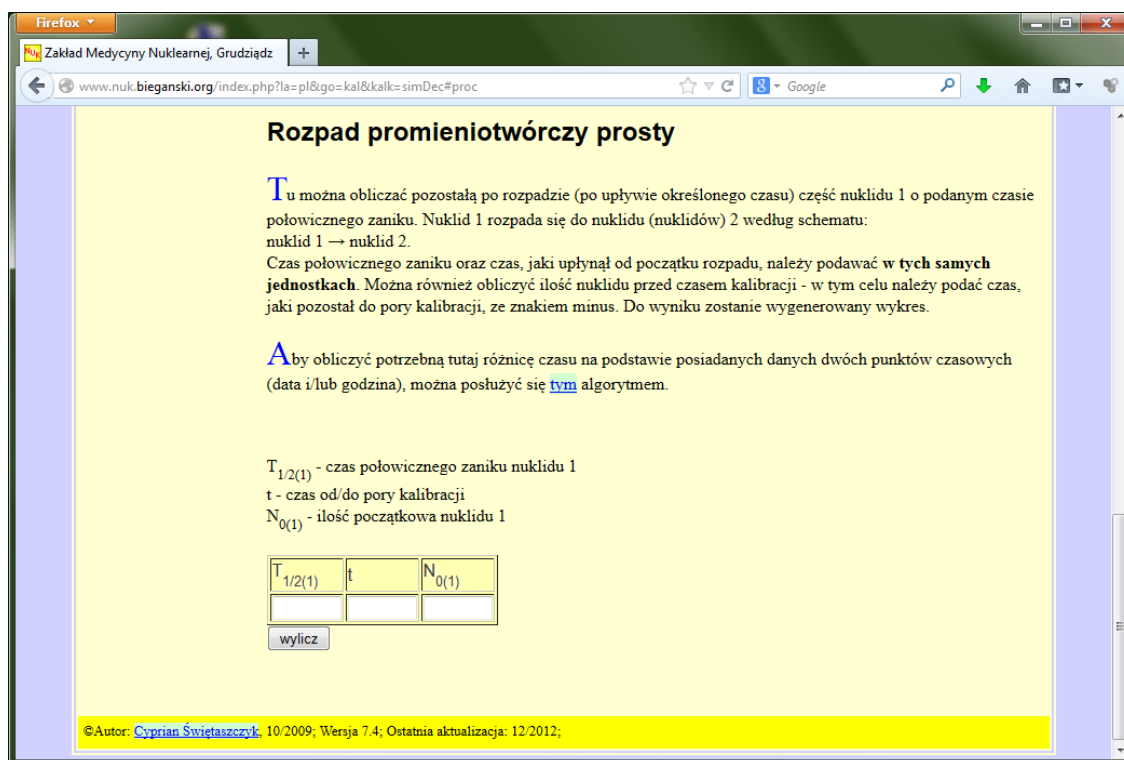 Firefox
Zakład Medycyny Nuklearnej, Grudziądz
www.nuk.bieganski.org/index.php?la=pl&go=kal&kalk=simDec#proc
Google
Rozpad promieniotwórczy prosty
Tu można obliczać pozostałą po rozpadzie (po upływie określonego czasu) część nuklidu 1 o podanym czasie
połowicznego zaniku. Nuklid 1 rozpada się do nuklidu (nuklidów) 2 według schematu:
nuklid 1 → nuklid 2.
Czas połowicznego zaniku oraz czas, jaki upłynął od początku rozpadu, należy podawać w tych samych
jednostkach. Można również obliczyć ilość nuklidu przed czasem kalibracji - w tym celu należy podać czas,
jaki pozostał do pory kalibracji, ze znakiem minus. Do wyniku zostanie wygenerowany wykres.
Aby obliczyć potrzebną tutaj różnicę czasu na podstawie posiadanych danych dwóch punktów czasowych
(data i/lub godzina), można posłużyć się tym algorytmem.
T1/2(1) - czas połowicznego zaniku nuklidu 1
t - czas od/do pory kalibracji
N0(1) - ilość początkowa nuklidu 1
T1/2(1) t N0(1)
wylicz
©Autor: Cyprian Świętaszczyk, 10/2009; Wersja 7.4; Ostatnia aktualizacja: 12/2012;